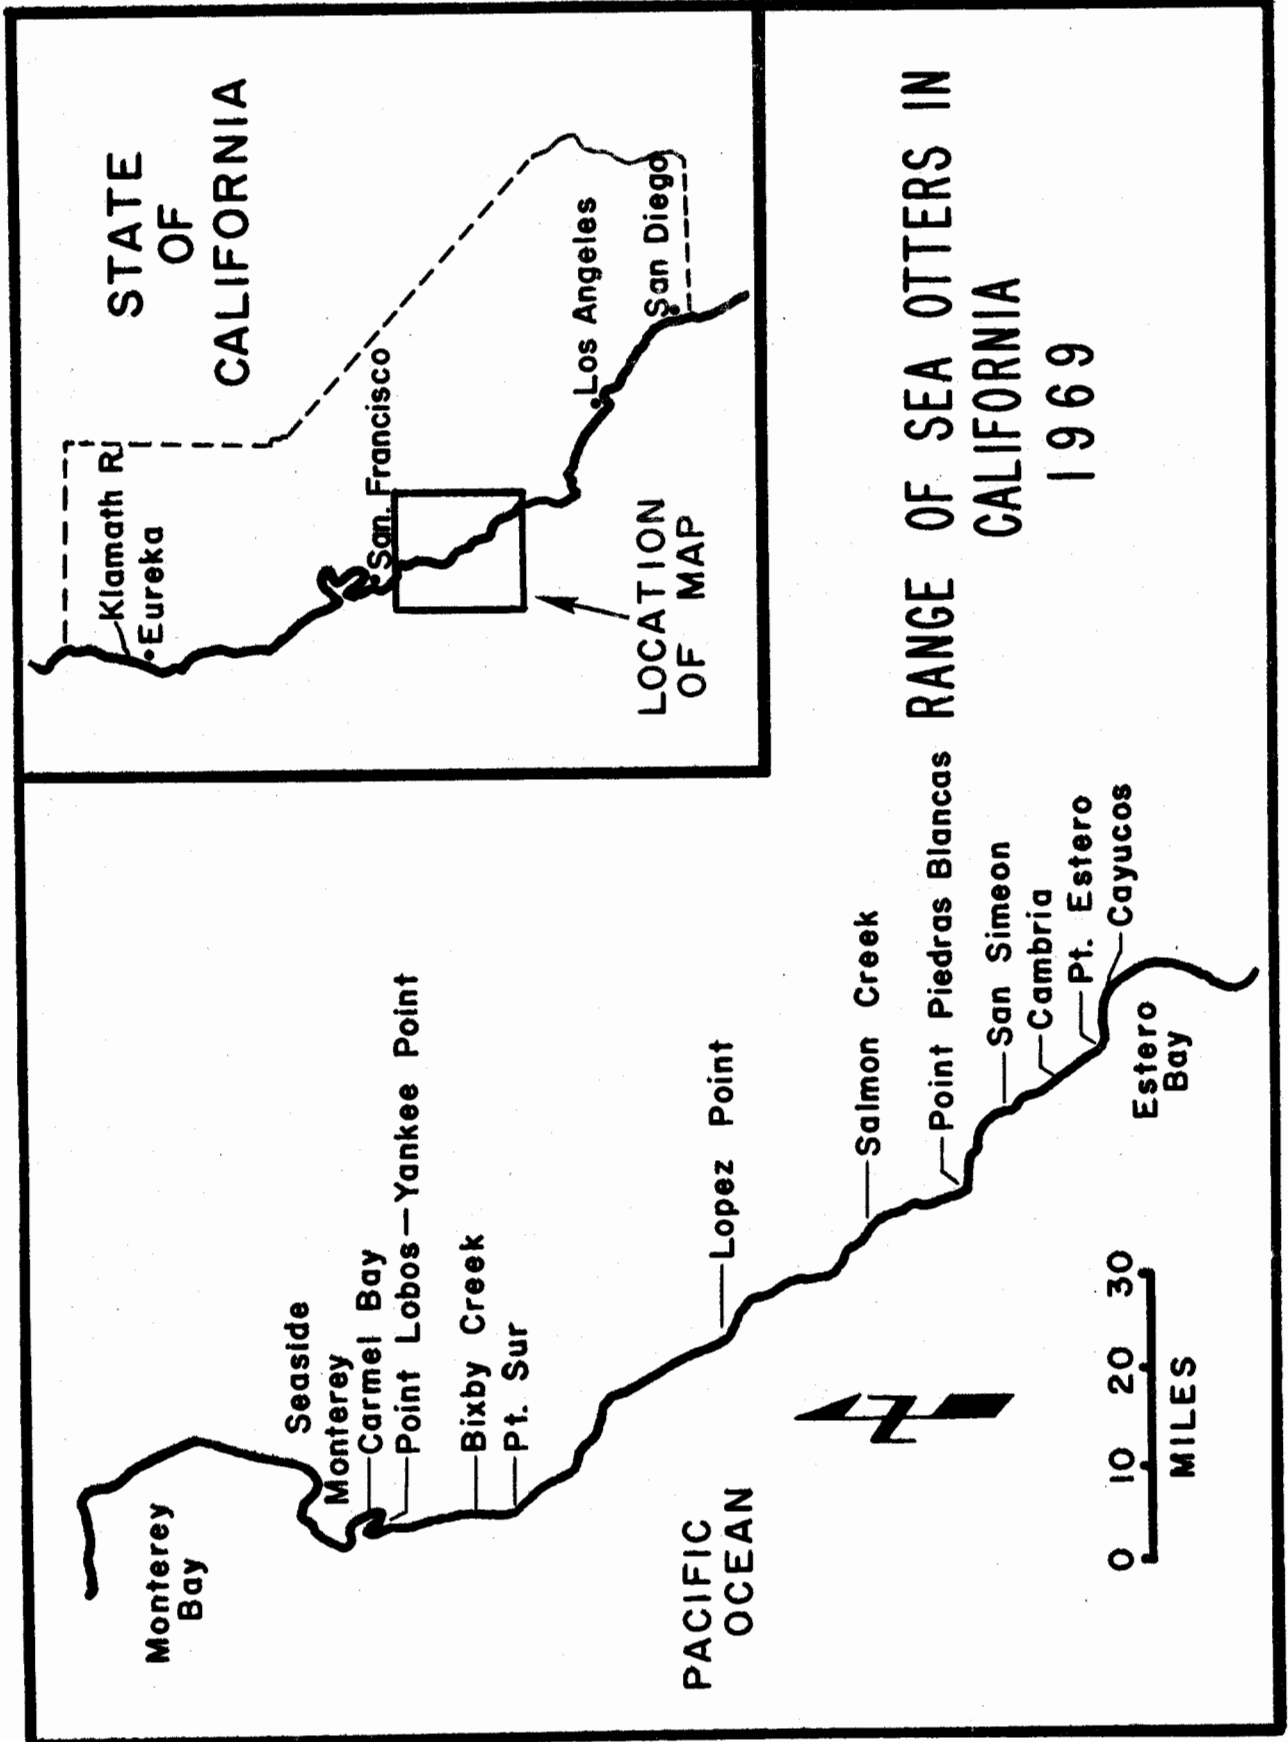 STATE
OF
CALIFORNIA
Klamath R.
Eureka
San Francisco
Los Angeles
San Diego
LOCATION
OF MAP
RANGE OF SEA OTTERS IN
CALIFORNIA
1969
Monterey
Bay
Seaside
Monterey
Carmel Bay
Point Lobos—Yankee Point
Bixby Creek
Pt. Sur
Lopez Point
Salmon Creek
Point Piedras Blancas
San Simeon
Cambria
Pt. Estero
Cayucos
Estero
Bay
PACIFIC
OCEAN
N
0 10 20 30
MILES